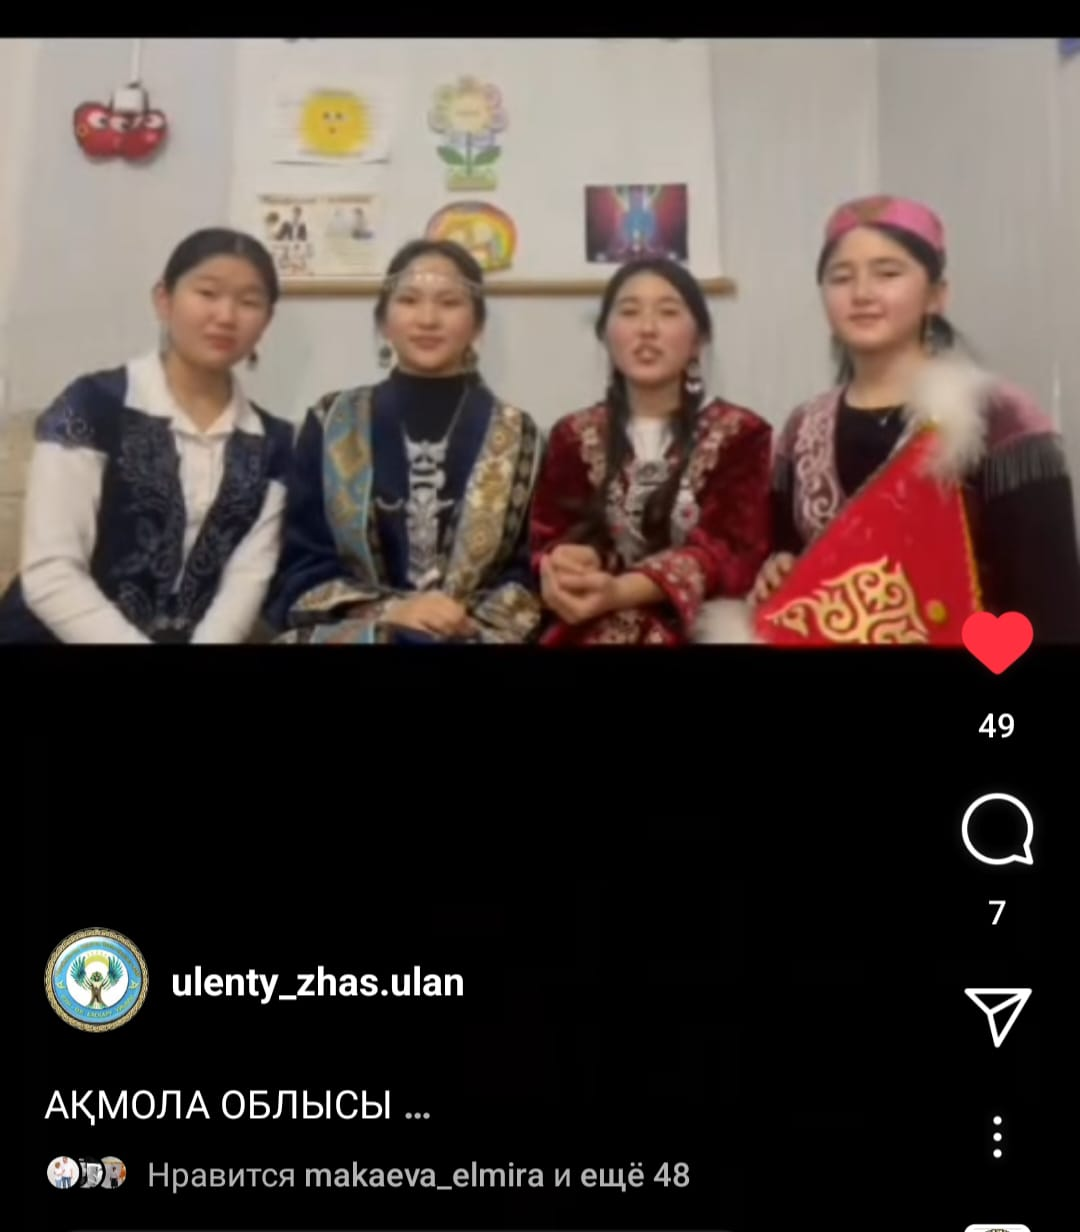 49
7
ulenty_zhas.ulan
АҚМОЛА ОБЛЫСЫ ...
Нравится makaeva_elmira и ещё 48